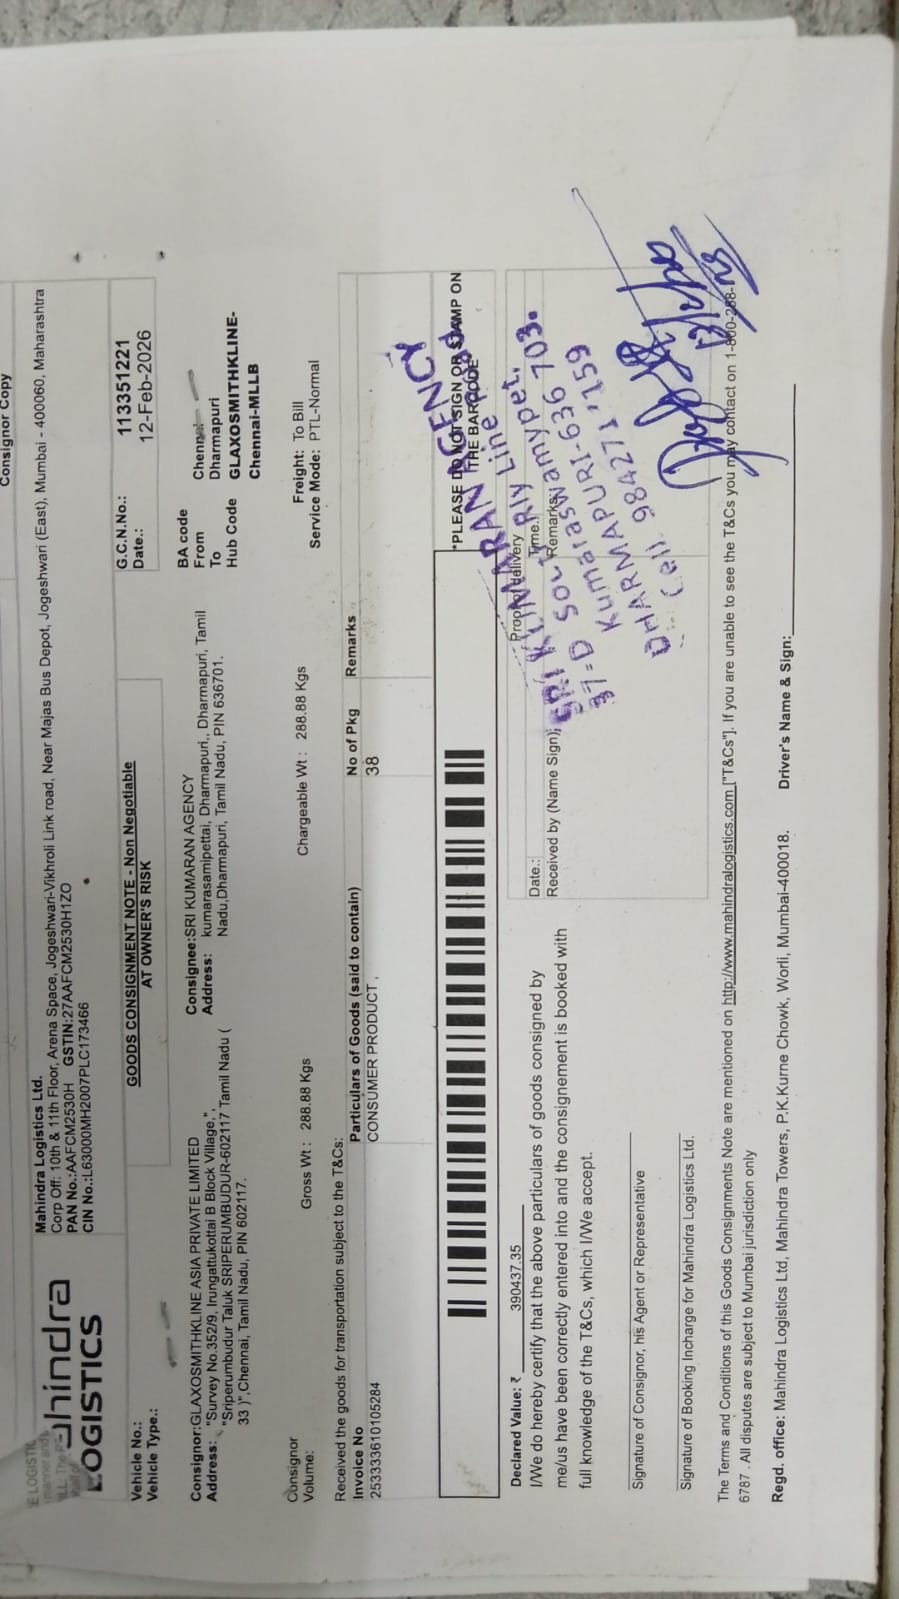 Consignor Copy
Mahindra Logistics Ltd.
Corp Off: 10th & 11th Floor, Arena Space, Jogeshwari-Vikhroli Link road, Near Majas Bus Depot, Jogeshwari (East), Mumbai - 400060, Maharashtra
PAN No.:AAFCM2530H GSTIN:27AAFCM2530H1ZO
CIN No.:L63000MH2007PLC173466
LOGISTICS
GOODS CONSIGNMENT NOTE - Non Negotiable
AT OWNER'S RISK
G.C.N.No.: 113351221
Date.: 12-Feb-2026
Vehicle No.:
Vehicle Type.:
BA code
From Chennai
To Dharmapuri
Hub Code GLAXOSMITHKLINE-
Chennai-MLLB
Consignor:GLAXOSMITHKLINE ASIA PRIVATE LIMITED
Address: "Survey No.352/9, Irungattukottai B Block Village,",
"Sriperumbudur Taluk SRIPERUMBUDUR-602117 Tamil Nadu (
33 )",Chennai, Tamil Nadu, PIN 602117.
Consignee:SRI KUMARAN AGENCY
Address: kumarasamipettai, Dharmapuri,, Dharmapuri, Tamil
Nadu,Dharmapuri, Tamil Nadu, PIN 636701.
Consignor
Volume:
Gross Wt : 288.88 Kgs
Chargeable Wt : 288.88 Kgs
Freight: To Bill
Service Mode: PTL-Normal
Received the goods for transportation subject to the T&Cs:
Invoice No Particulars of Goods (said to contain) No of Pkg Remarks
25333361010​5284 CONSUMER PRODUCT 38
*PLEASE DO NOT SIGN OR STAMP ON
THE BARCODE
Declared Value: ₹ 390437.35
I/We do hereby certify that the above particulars of goods consigned by
me/us have been correctly entered into and the consignement is booked with
full knowledge of the T&Cs, which I/We accept.
Proof of delivery
Date.: Time.:
Received by (Name Sign): Remarks:
SRI KUMARAN AGENCY
37-D South Rly Line
Kumaraswamypet.
DHARMAPURI-636 703.
Cell: 984271,159
Signature of Consignor, his Agent or Representative
Signature of Booking Incharge for Mahindra Logistics Ltd.
The Terms and Conditions of this Goods Consignments Note are mentioned on http://www.mahindralogistics.com ["T&Cs"]. If you are unable to see the T&Cs you may contact on 1-800-258-
6787 . All disputes are subject to Mumbai jurisdiction only
Regd. office: Mahindra Logistics Ltd, Mahindra Towers, P.K.Kurne Chowk, Worli, Mumbai-400018. Driver's Name & Sign: